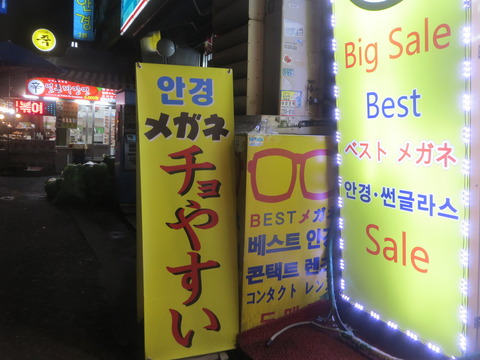 안경
안경
メガネ
チョやすい
BESTメガ
베스트 안
콘택트 렌
コンタクト レン
Big Sale
Best
ベスト メガネ
안경·썬글라스
Sale